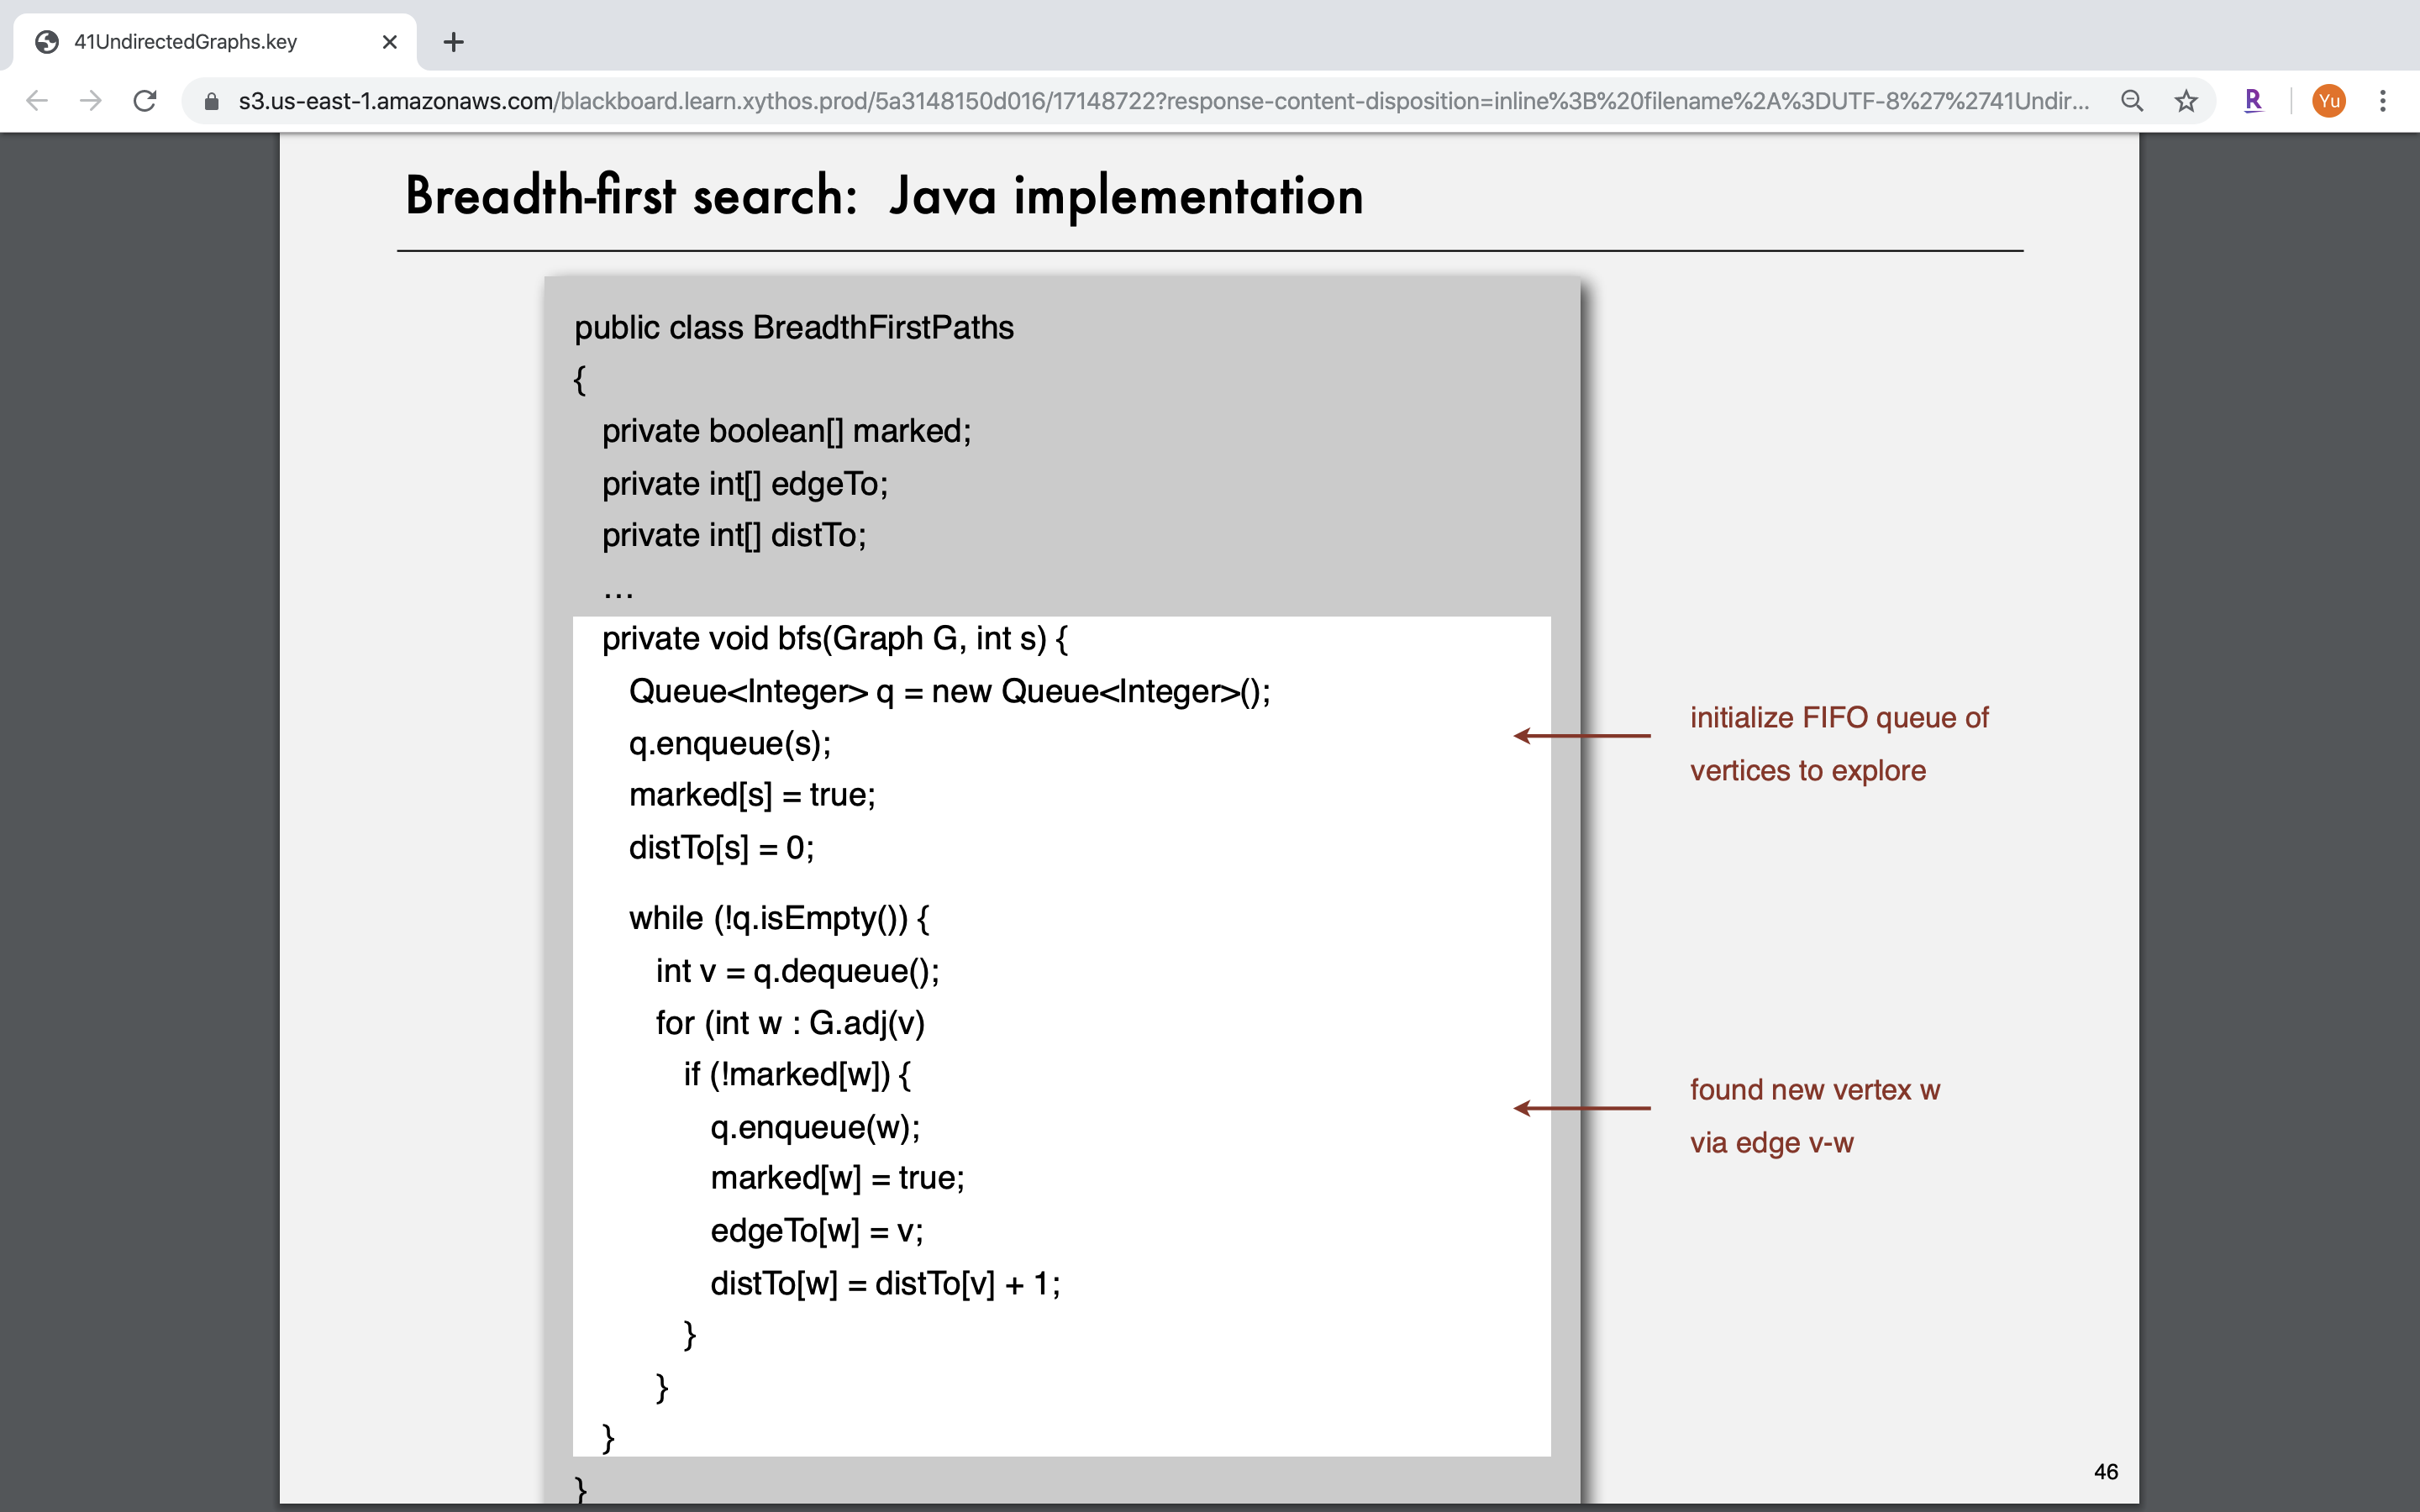 41UndirectedGraphs.key
s3.us-east-1.amazonaws.com/blackboard.learn.xythos.prod/5a3148150d016/17148722?response-content-disposition=inline%3B%20filename%2A%3DUTF-8%27%2741Undir...
R
Yu
Breadth-first search: Java implementation
public class BreadthFirstPaths
{
private boolean[] marked;
private int[] edgeTo;
private int[] distTo;
…
private void bfs(Graph G, int s) {
Queue<Integer> q = new Queue<Integer>();
q.enqueue(s);
marked[s] = true;
distTo[s] = 0;
initialize FIFO queue of
vertices to explore
while (!q.isEmpty()) {
int v = q.dequeue();
for (int w : G.adj(v)
if (!marked[w]) {
q.enqueue(w);
marked[w] = true;
edgeTo[w] = v;
distTo[w] = distTo[v] + 1;
}
}
}
}
found new vertex w
via edge v-w
46